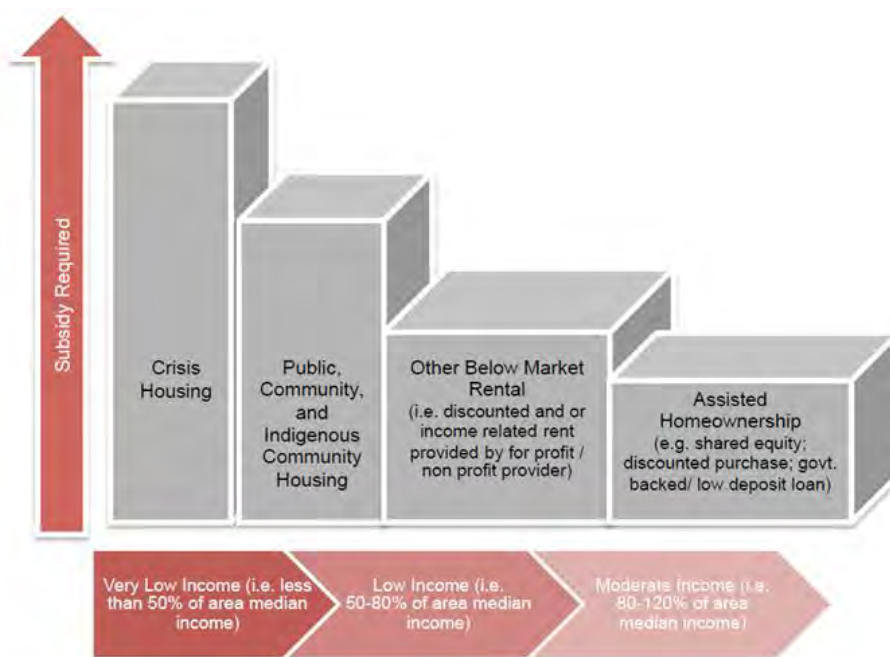 Subsidy Required
Crisis
Housing
Public,
Community,
and
Indigenous
Community
Housing
Other Below Market
Rental
(i.e. discounted and or
income related rent
provided by for profit /
non profit provider)
Assisted
Homeownership
(e.g. shared equity;
discounted purchase; govt.
backed/ low deposit loan)
Very Low Income (i.e. less
than 50% of area median
income)
Low Income (i.e.
50-80% of area median
income)
Moderate Income (i.e.
80-120% of area
median income)